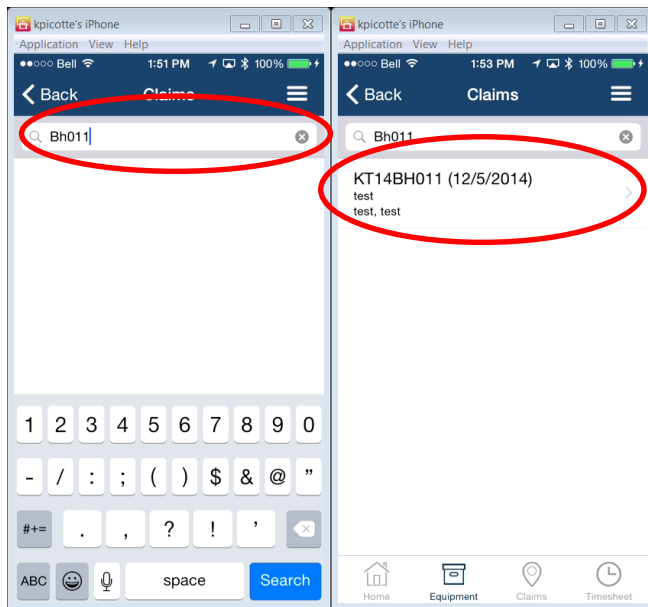 kpicotte's iPhone
Application View Help
Bell 1:51 PM 100%
Back Claims
Bh011
1 2 3 4 5 6 7 8 9 0
- / : ; ( ) $ & @ "
#+= . , ? ! '
ABC space Search
kpicotte's iPhone
Application View Help
Bell 1:53 PM 100%
Back Claims
Bh011
KT14BH011 (12/5/2014)
test
test, test
Home Equipment Claims Timesheet